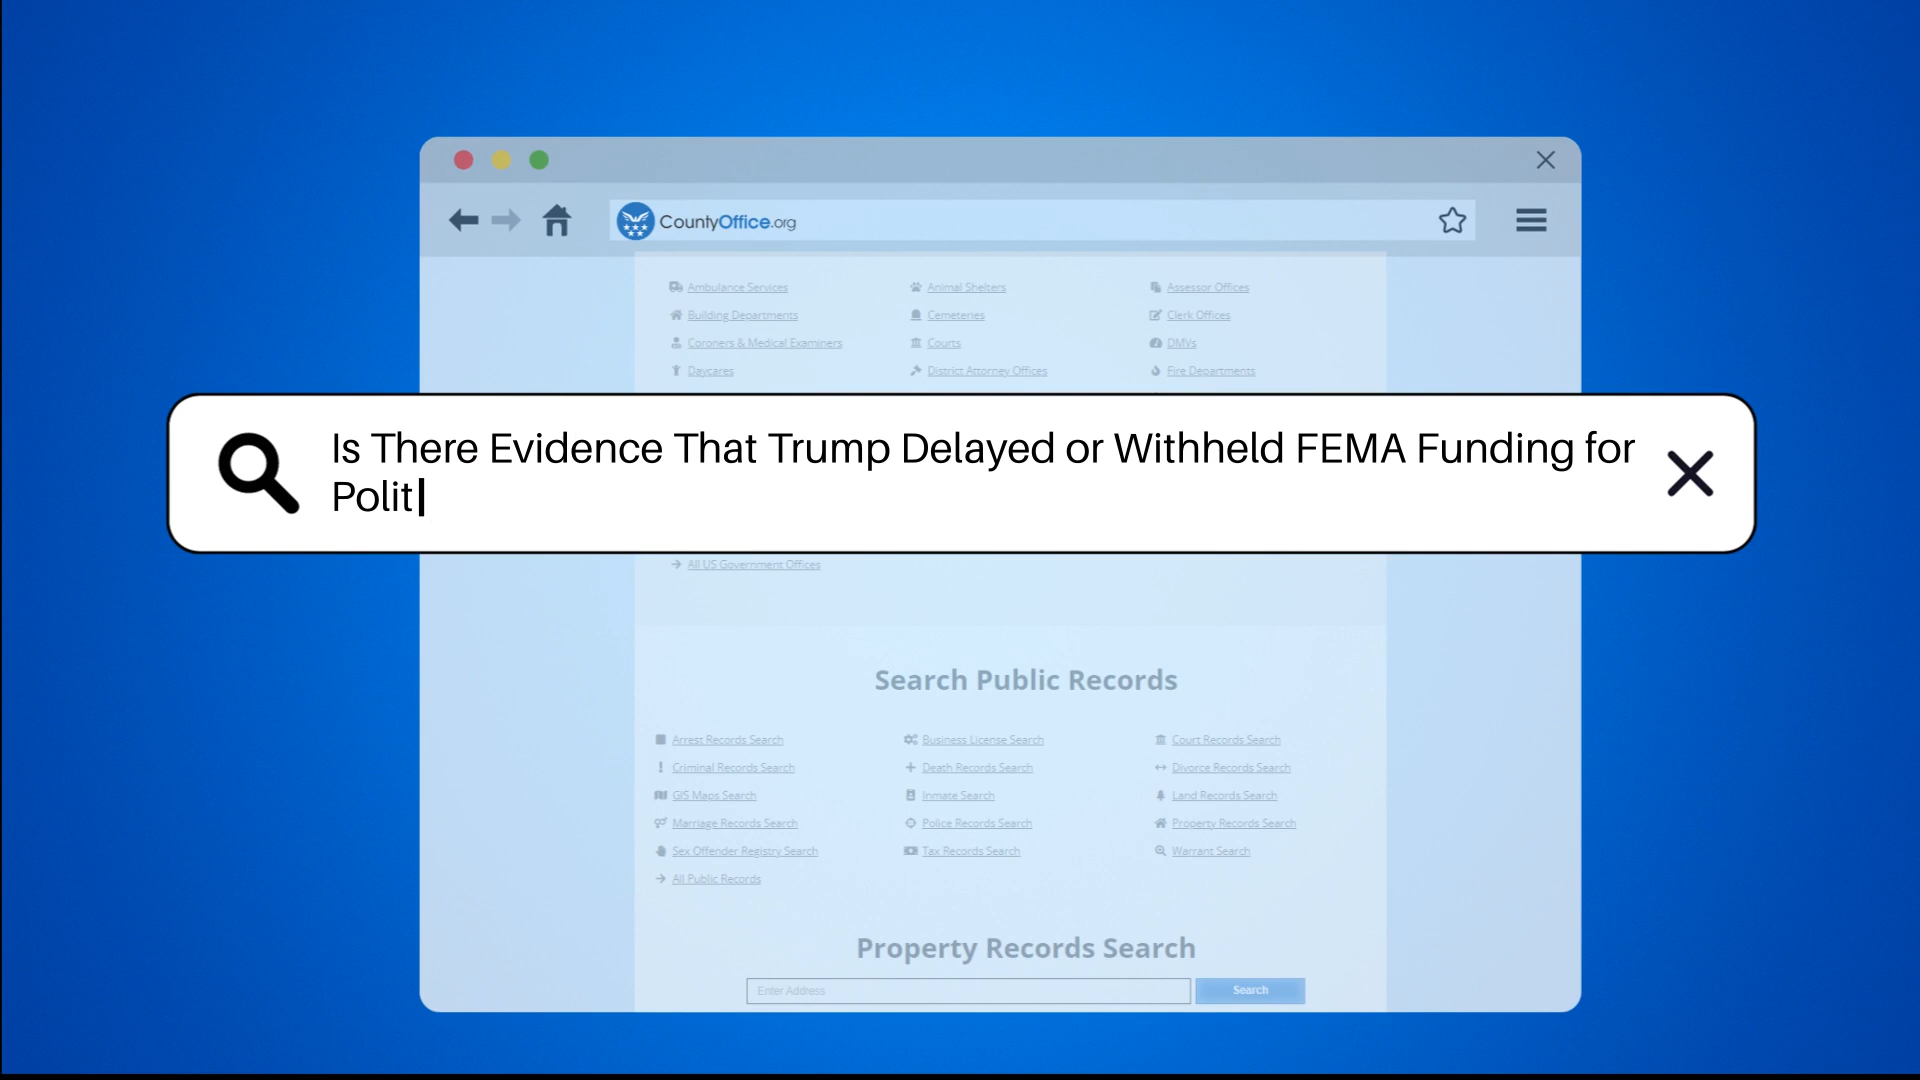 CountyOffice.org
Ambulance Services Animal Shelters Assessor Offices
Building Departments Cemeteries Clerk Offices
Coroners & Medical Examiners Courts DMVs
Daycares District Attorney Offices Fire Departments
Is There Evidence That Trump Delayed or Withheld FEMA Funding for
Polit
All US Government Offices
Search Public Records
Arrest Records Search Business License Search Court Records Search
Criminal Records Search Death Records Search Divorce Records Search
GIS Maps Search Inmate Search Land Records Search
Marriage Records Search Police Records Search Property Records Search
Sex Offender Registry Search Tax Records Search Warrant Search
All Public Records
Property Records Search
Enter Address Search